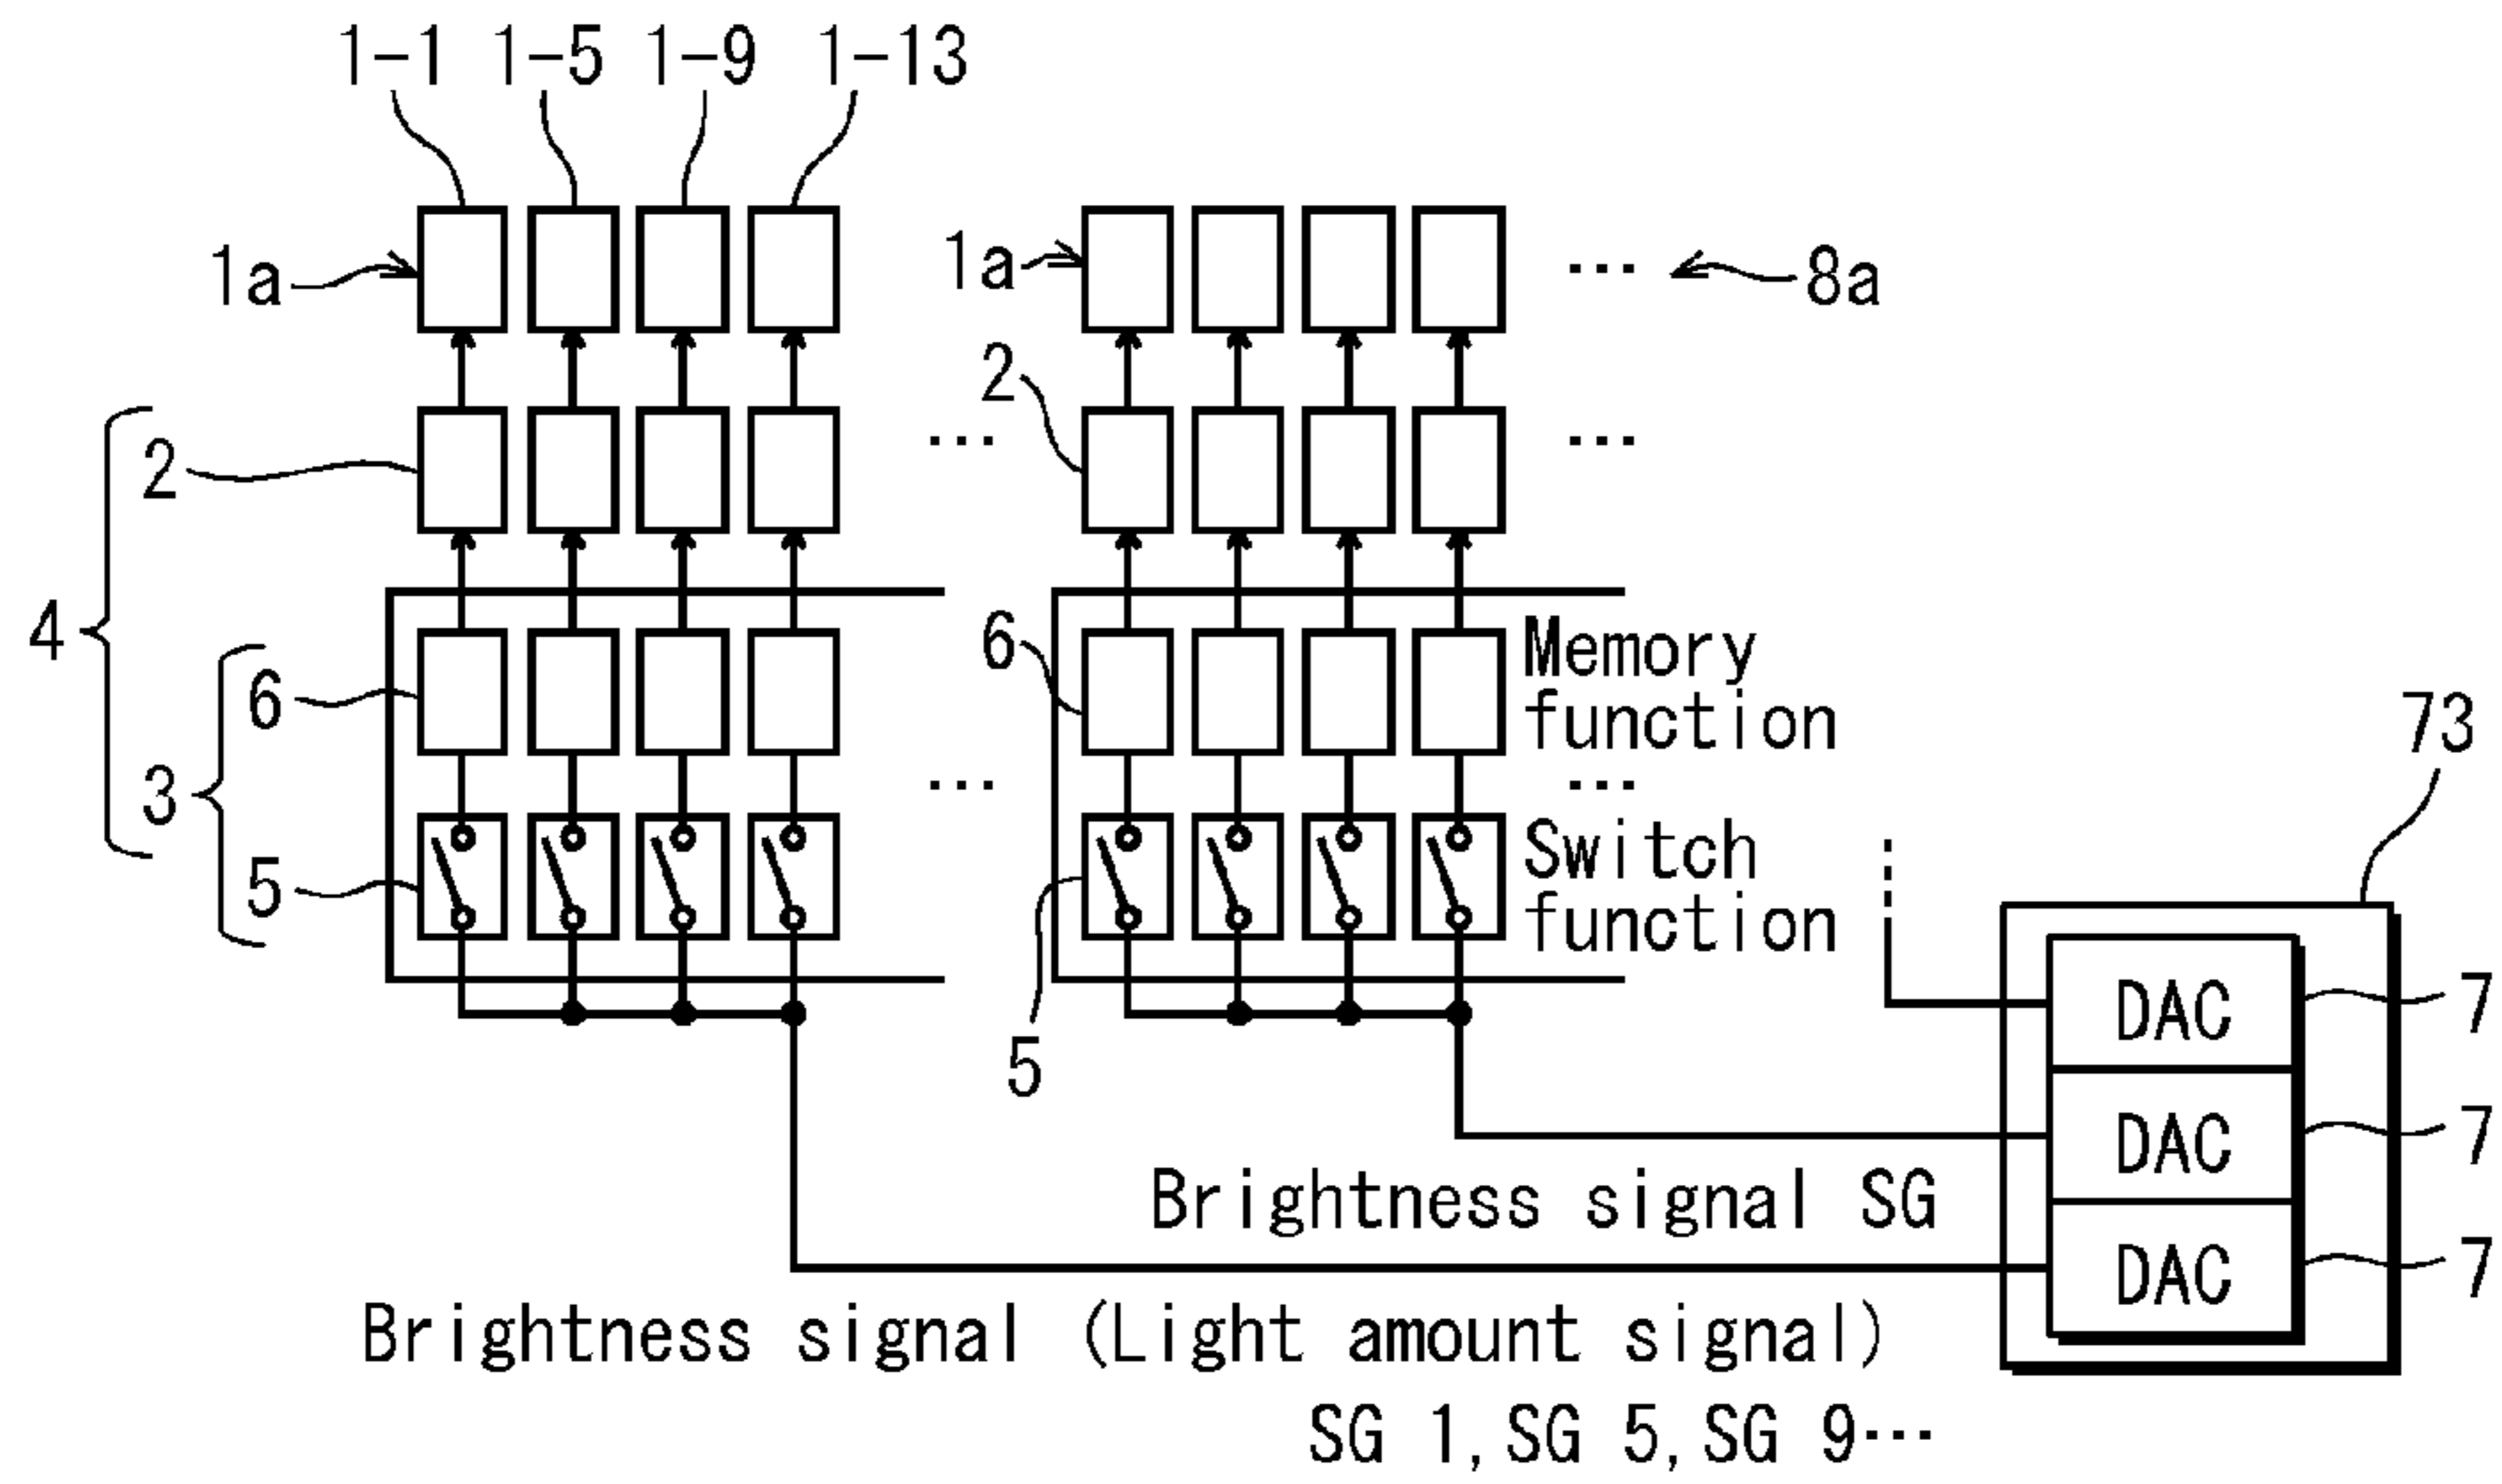 1-1 1-5 1-9 1-13
1a 1a ... 8a
2 ... 2 ...
4
6 6 Memory
function
73
3 ... ...
5 5 Switch
function
DAC 7
DAC 7
Brightness signal SG
DAC 7
Brightness signal (Light amount signal)
SG 1, SG 5, SG 9...